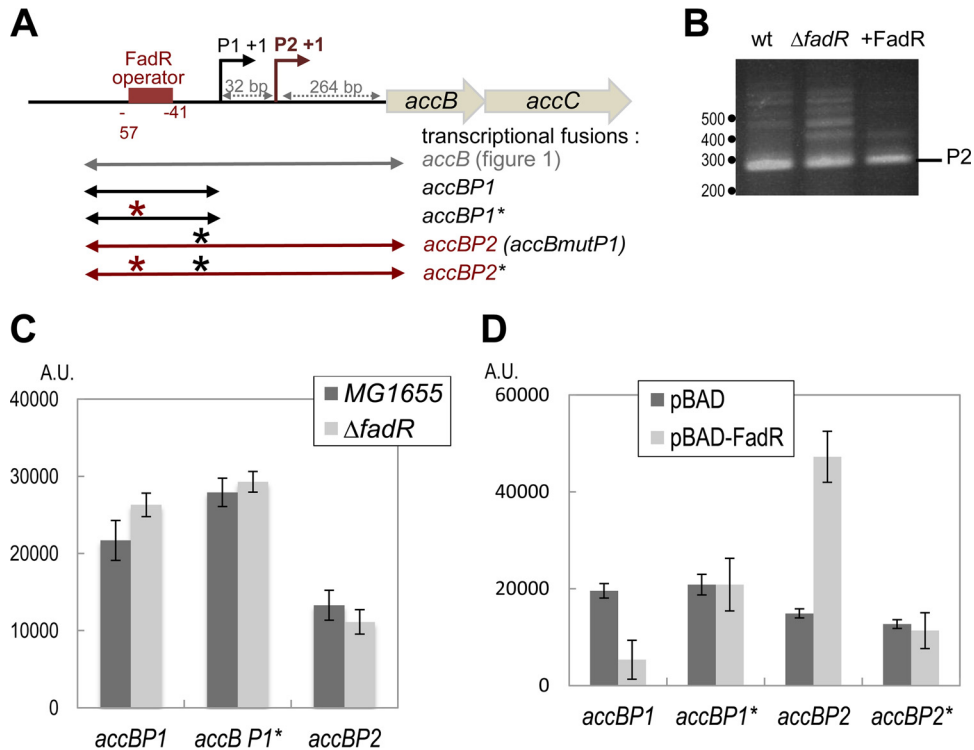 A
P1 +1
P2 +1
FadR
operator
32 bp
264 bp
accB
accC
-
57
-41
transcriptional fusions :
accB (figure 1)
accBP1
*
accBP1*
*
accBP2 (accBmutP1)
* *
accBP2*
B
wt ΔfadR +FadR
500
400
300
200
P2
C
A.U.
40000
30000
20000
10000
0
MG1655
ΔfadR
accBP1
accB P1*
accBP2
D
A.U.
60000
40000
20000
0
pBAD
pBAD-FadR
accBP1
accBP1*
accBP2
accBP2*